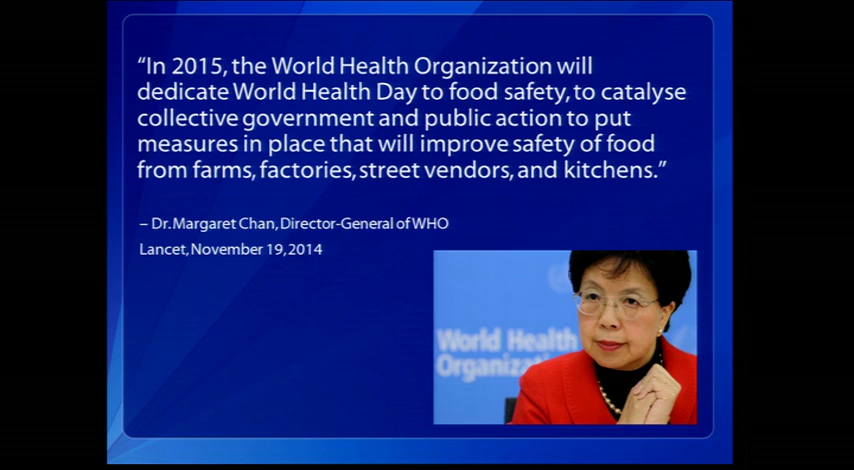 “In 2015, the World Health Organization will
dedicate World Health Day to food safety, to catalyse
collective government and public action to put
measures in place that will improve safety of food
from farms, factories, street vendors, and kitchens.”
– Dr. Margaret Chan, Director-General of WHO
Lancet, November 19, 2014
World Health
Organizati